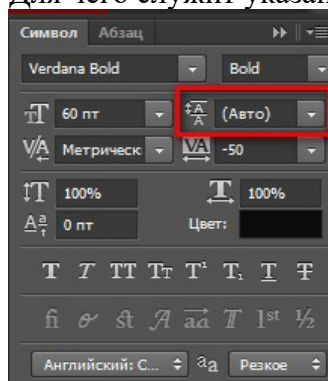 Для чего служит указан
Символ Абзац
Verdana Bold Bold
60 пт (Авто)
Метрическ -50
100% 100%
0 пт Цвет:
T T TT Tт T¹ T₁ T T
fi st A aa T 1st ½
Английский: С... aа Резкое